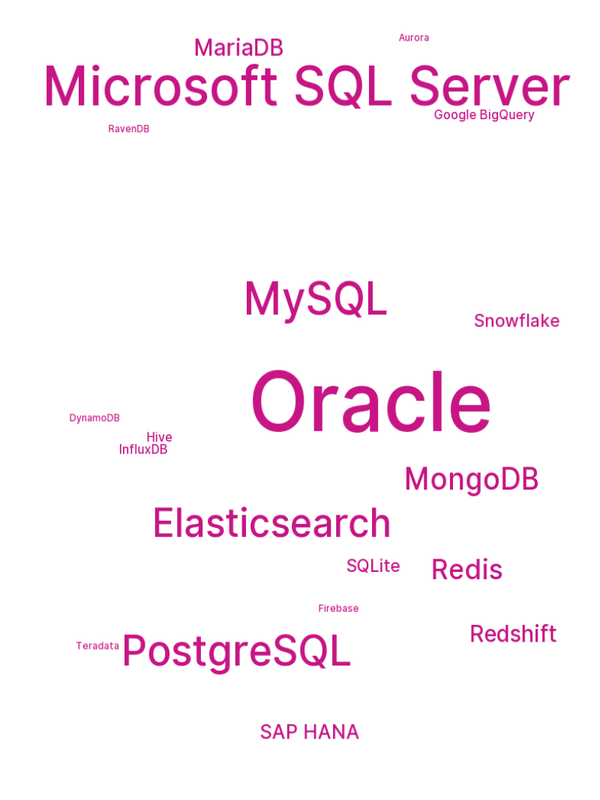 Aurora
MariaDB
Microsoft SQL Server
Google BigQuery
RavenDB
MySQL
Snowflake
Oracle
DynamoDB
Hive
InfluxDB
MongoDB
Elasticsearch
SQLite
Redis
Firebase
Redshift
Teradata
PostgreSQL
SAP HANA